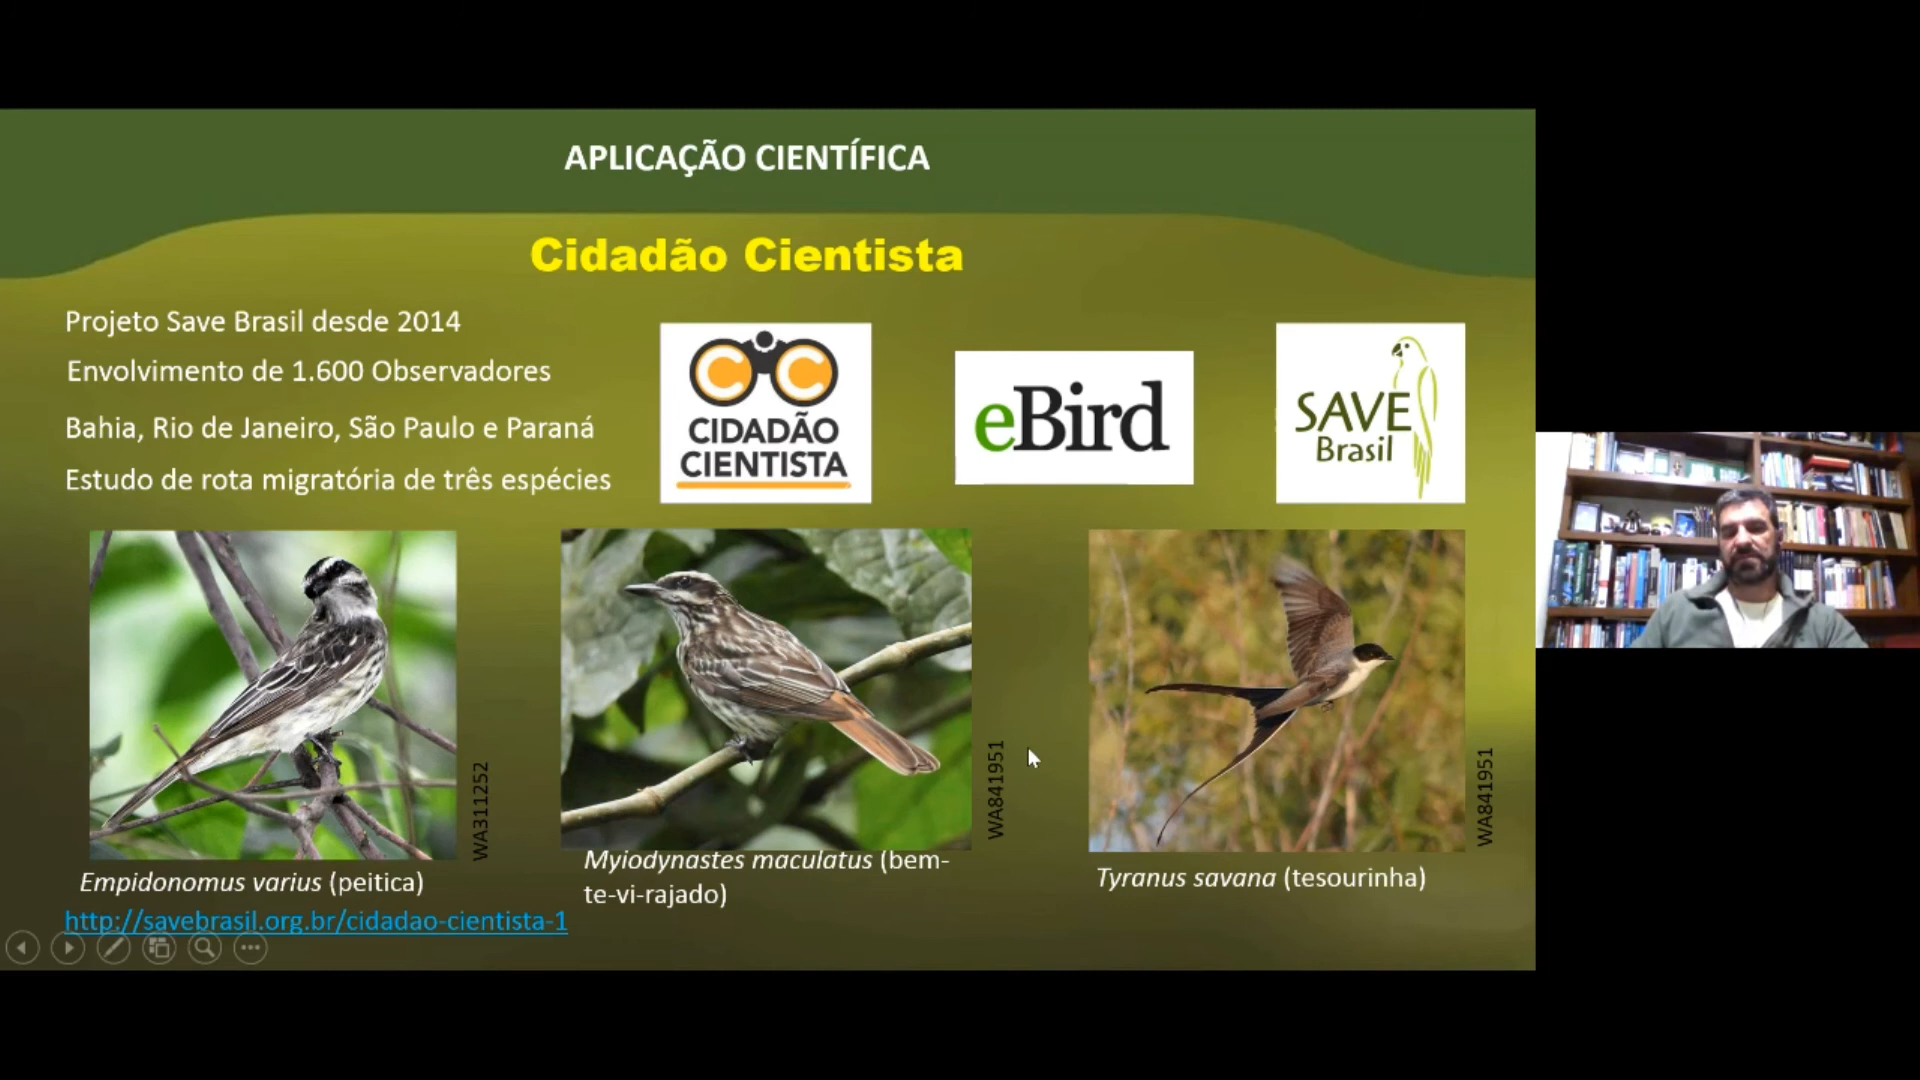 APLICAÇÃO CIENTÍFICA
Cidadão Cientista
Projeto Save Brasil desde 2014
Envolvimento de 1.600 Observadores
Bahia, Rio de Janeiro, São Paulo e Paraná
Estudo de rota migratória de três espécies
CC
CIDADÃO
CIENTISTA
eBird
SAVE
Brasil
WA311252
WA841951
WA841951
Empidonomus varius (peitica)
Myiodynastes maculatus (bem-
te-vi-rajado)
Tyranus savana (tesourinha)
http://savebrasil.org.br/cidadao-cientista-1